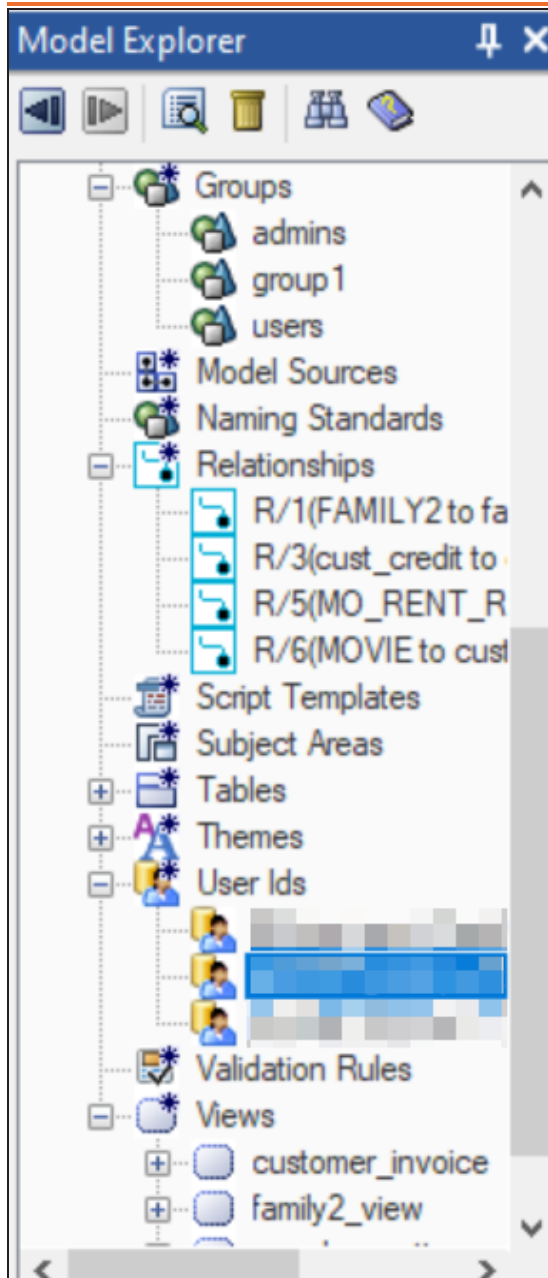 Model Explorer
Groups
admins
group1
users
Model Sources
Naming Standards
Relationships
R/1(FAMILY2 to fa
R/3(cust_credit to
R/5(MO_RENT_R
R/6(MOVIE to cust
Script Templates
Subject Areas
Tables
Themes
User Ids
Validation Rules
Views
customer_invoice
family2_view